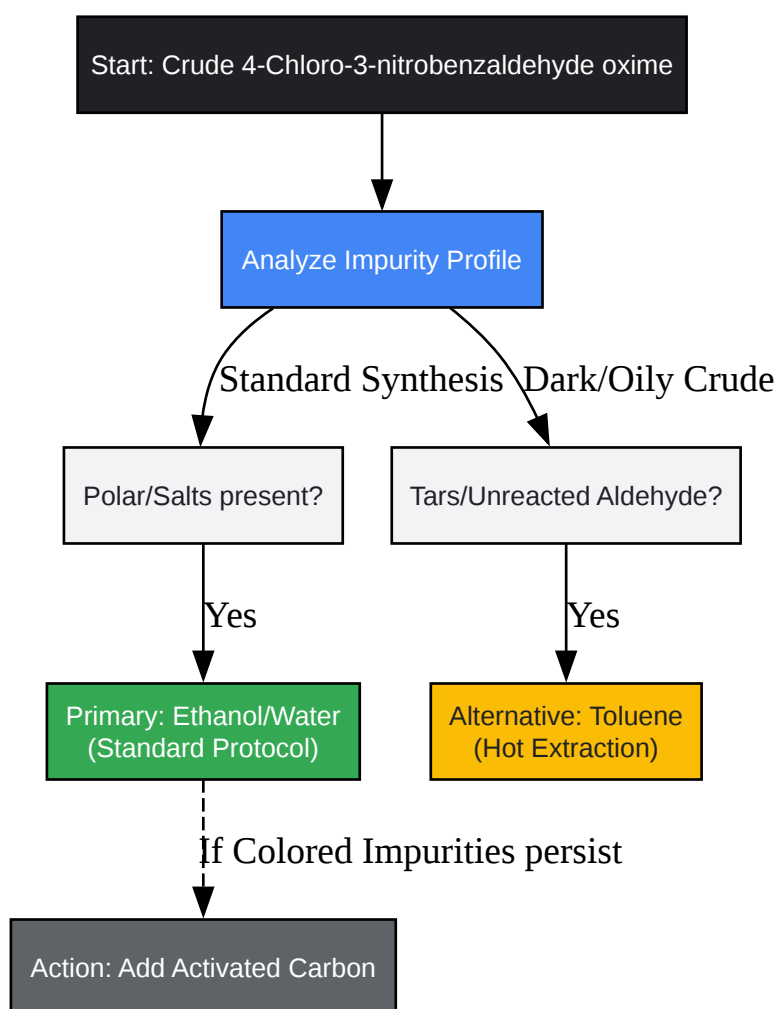 Start: Crude 4-Chloro-3-nitrobenzaldehyde oxime
Analyze Impurity Profile
Standard Synthesis
Dark/Oily Crude
Polar/Salts present?
Tars/Unreacted Aldehyde?
Yes
Yes
Primary: Ethanol/Water
(Standard Protocol)
Alternative: Toluene
(Hot Extraction)
If Colored Impurities persist
Action: Add Activated Carbon